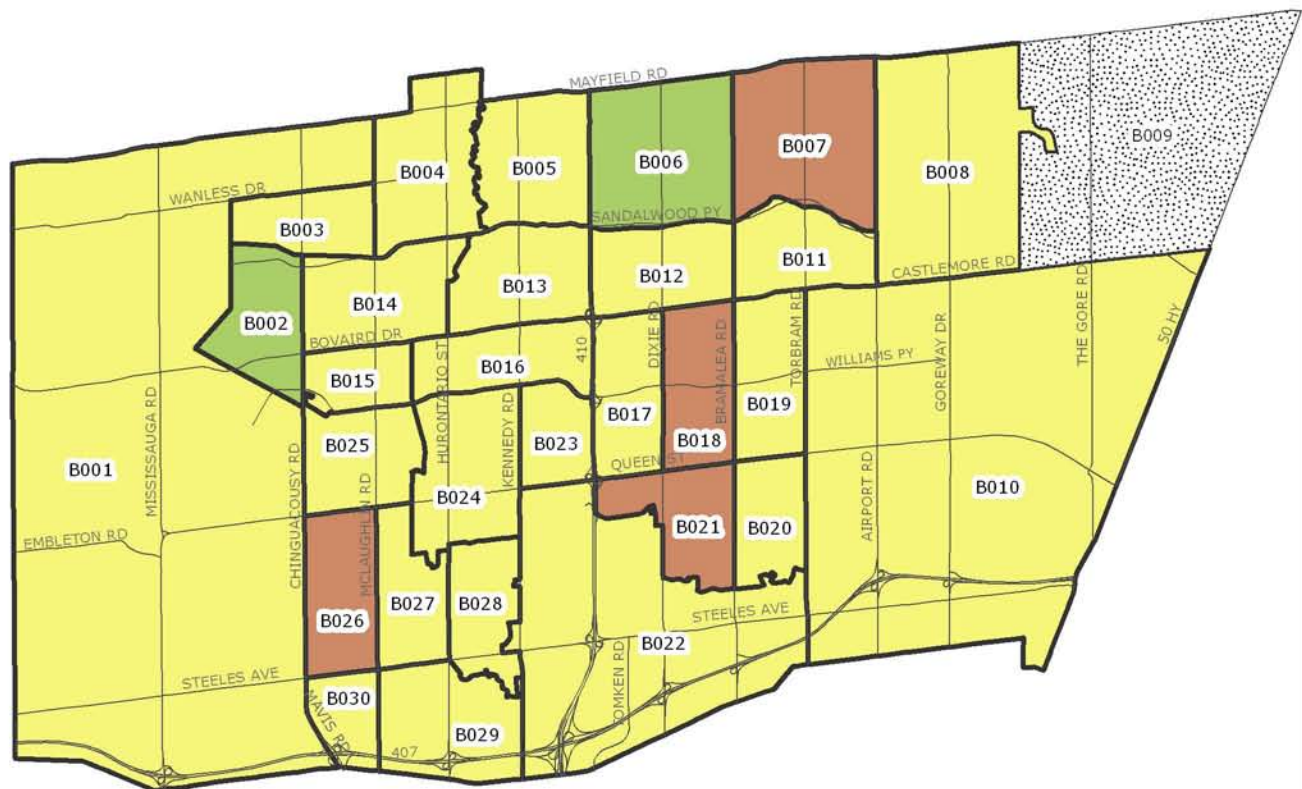 MAYFIELD RD
B009
B007
B006
B004
B005
B008
WANLESS DR
SANDALWOOD PY
B003
B011
CASTLEMORE RD
B012
B013
B014
B002
THE GORE RD
50 HY
BOVAIRD DR
HURONTARIO ST
410
DIXIE RD
BRAMALEA RD
TORBRAM RD
WILLIAMS PY
GOREWAY DR
B016
B015
MISSISSAUGA RD
KENNEDY RD
B017
B019
B018
B023
B025
B001
QUEEN ST
B024
B010
CHINGUACOUSY RD
MCLAUGHLIN RD
AIRPORT RD
B021
B020
EMBLETON RD
B027
B028
B026
STEELES AVE
B022
TOMKEN RD
STEELES AVE
B030
MAVIS RD
B029
407